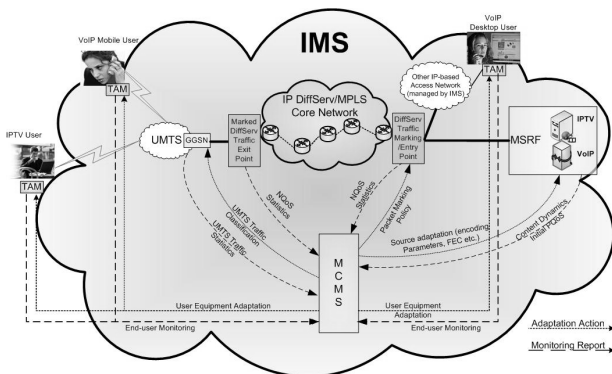 VoIP Mobile User
TAM
IPTV User
TAM
IMS
VoIP
Desktop User
TAM
Other IP-based
Access Network
(managed by IMS)
IP DiffServ/MPLS
Core Network
UMTS
GGSN
Marked
DiffServ
Traffic
Exit
Point
DiffServ
Traffic
Marking
/Entry
Point
MSRF
IPTV
VoIP
NQoS
Statistics
UMTS Traffic
Classification
UMTS Traffic
Statistics
NQoS
Statistics
Packet Marking
Policy
Source adaptation (encoding
Parameters, FEC etc.)
Content Dynamics,
Initial PQoS
M
C
M
S
User Equipment Adaptation
End-user Monitoring
User Equipment
Adaptation
End-user Monitoring
Adaptation Action
Monitoring Report